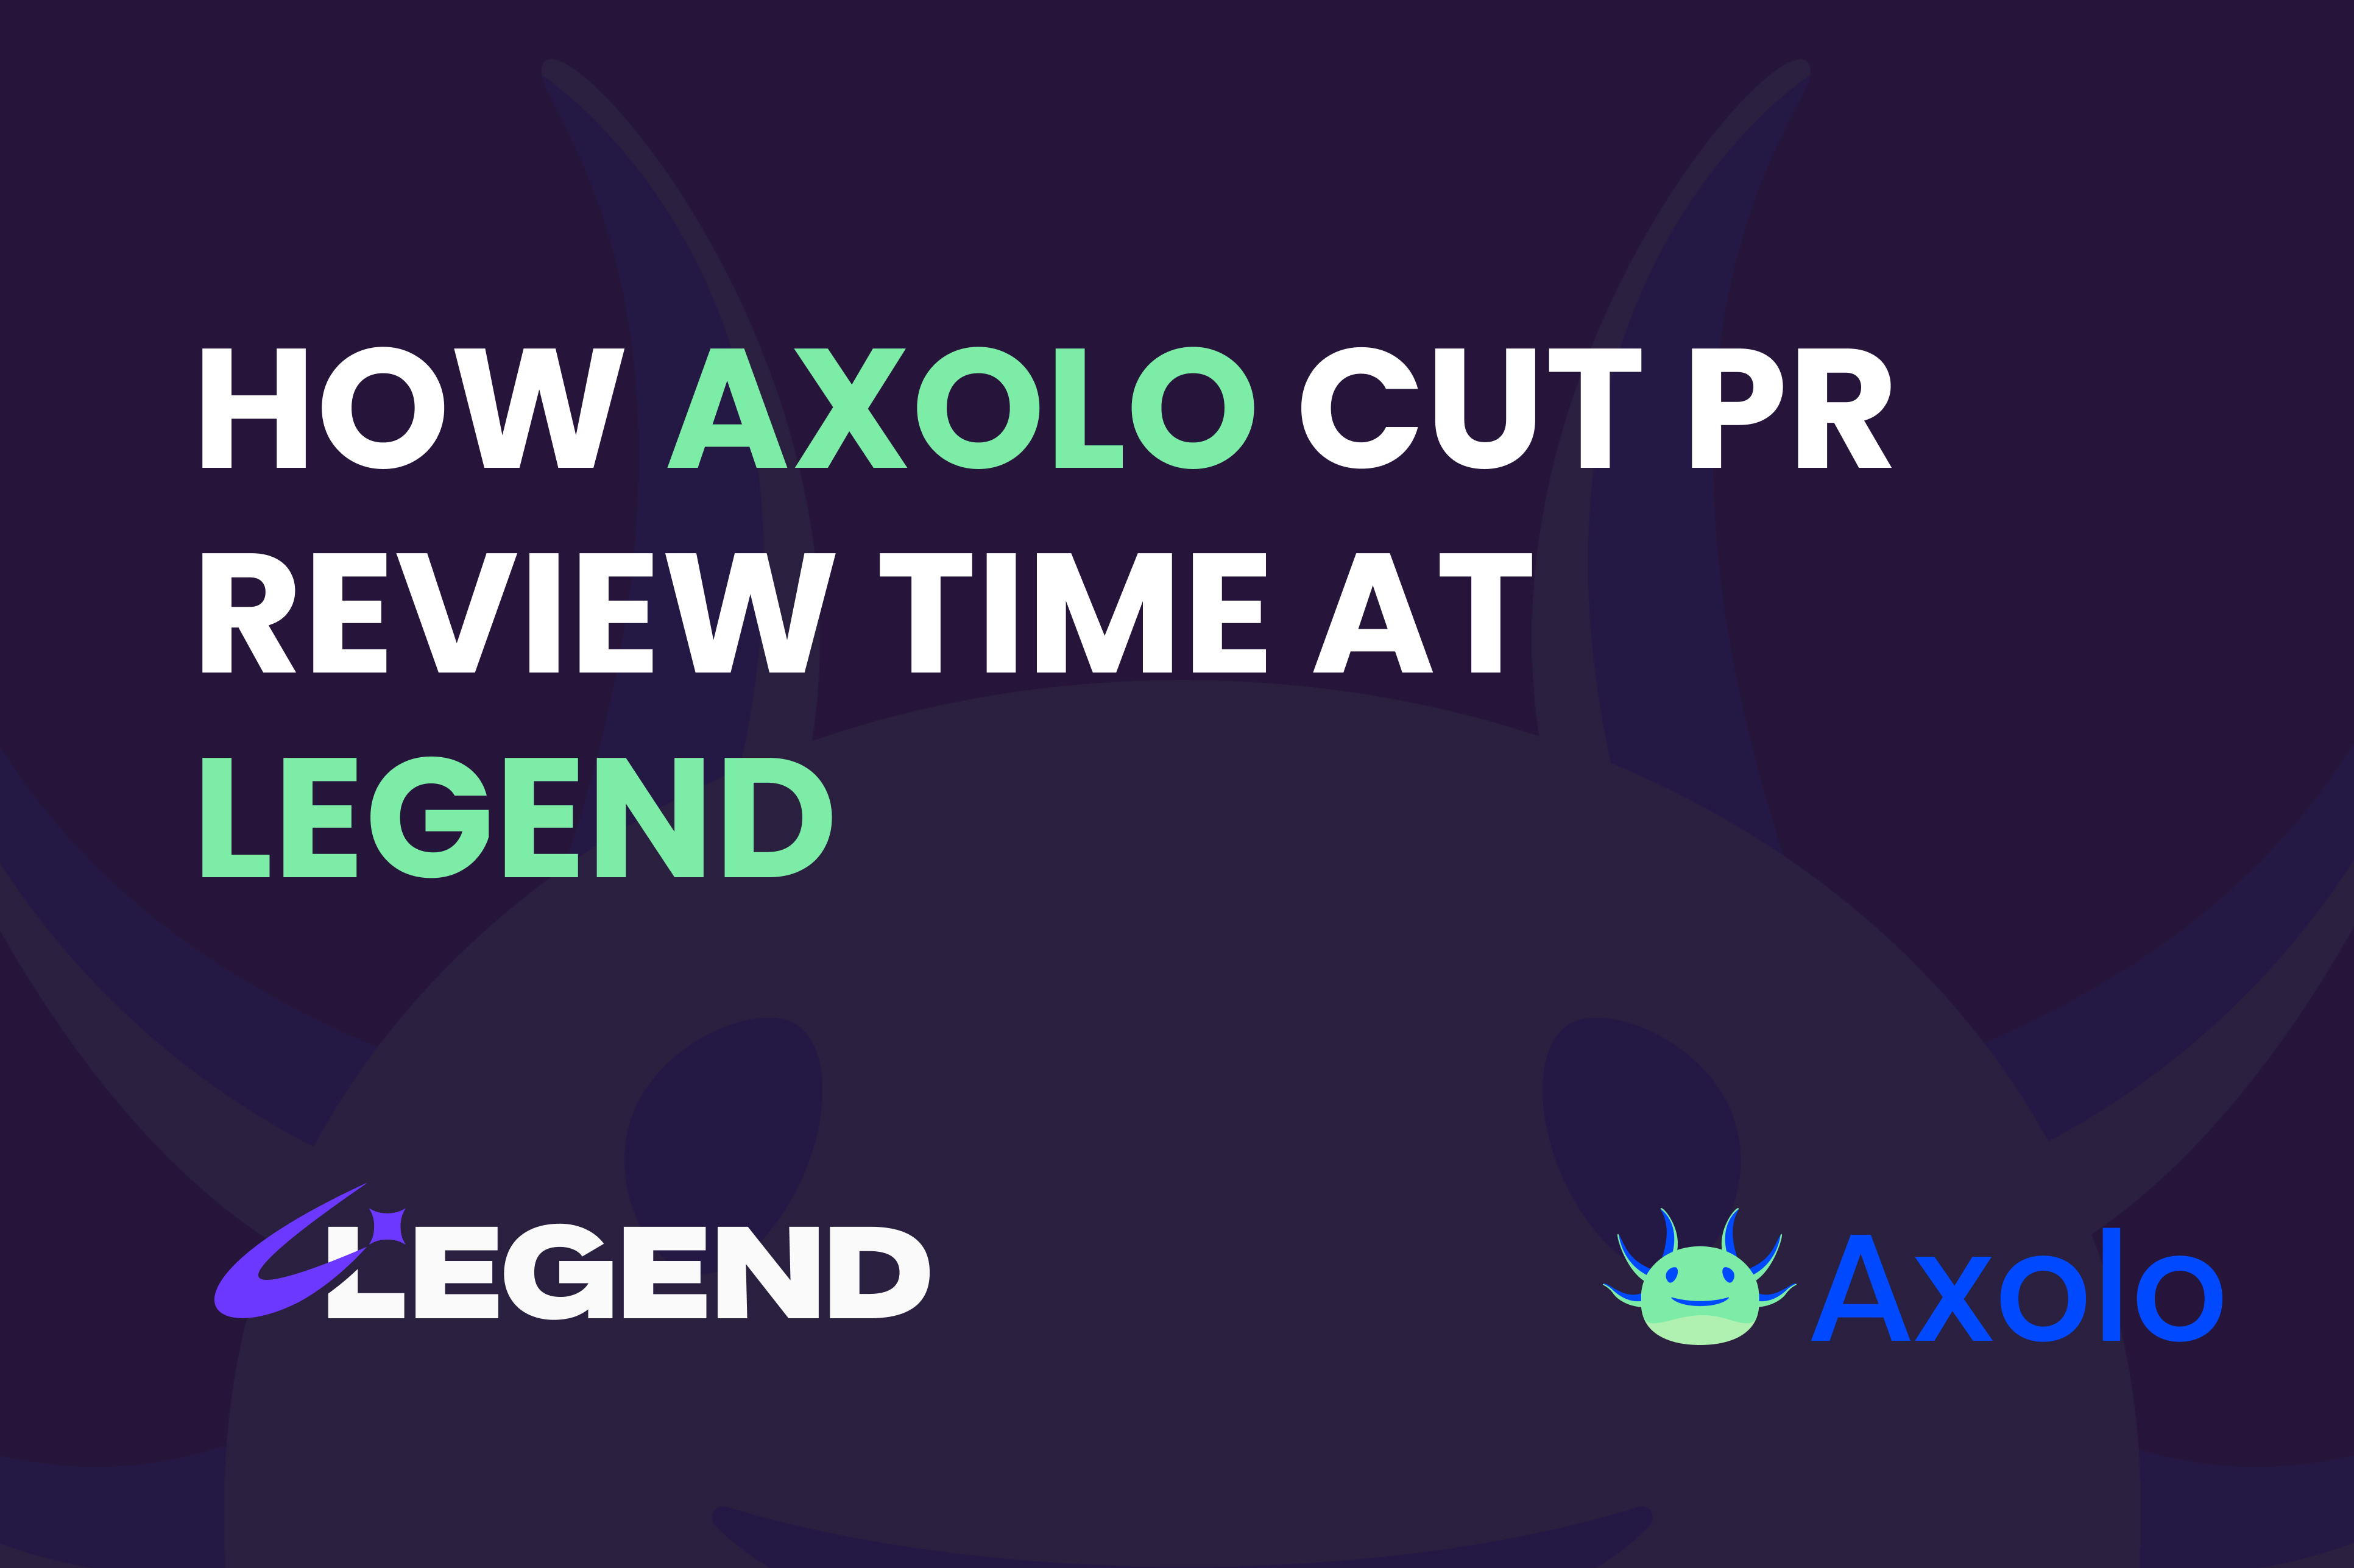 HOW AXOLO CUT PR
REVIEW TIME AT
LEGEND
LEGEND
Axolo